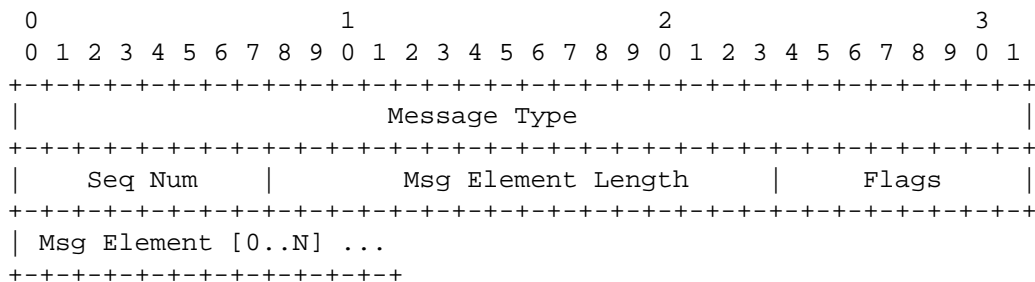 0                   1                   2                   3
 0 1 2 3 4 5 6 7 8 9 0 1 2 3 4 5 6 7 8 9 0 1 2 3 4 5 6 7 8 9 0 1
+-+-+-+-+-+-+-+-+-+-+-+-+-+-+-+-+-+-+-+-+-+-+-+-+-+-+-+-+-+-+-+-+
|                       Message Type                            |
+-+-+-+-+-+-+-+-+-+-+-+-+-+-+-+-+-+-+-+-+-+-+-+-+-+-+-+-+-+-+-+-+
|    Seq Num    |        Msg Element Length     |     Flags     |
+-+-+-+-+-+-+-+-+-+-+-+-+-+-+-+-+-+-+-+-+-+-+-+-+-+-+-+-+-+-+-+-+
| Msg Element [0..N] ...
+-+-+-+-+-+-+-+-+-+-+-+-+